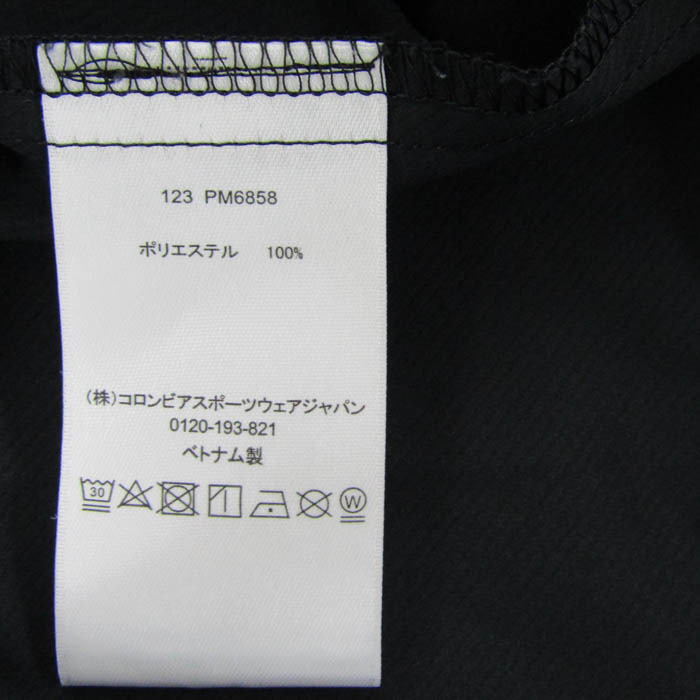 123 PM6858
ポリエステル 100%
(株)コロンビアスポーツウェアジャパン
0120-193-821
ベトナム製
30 W